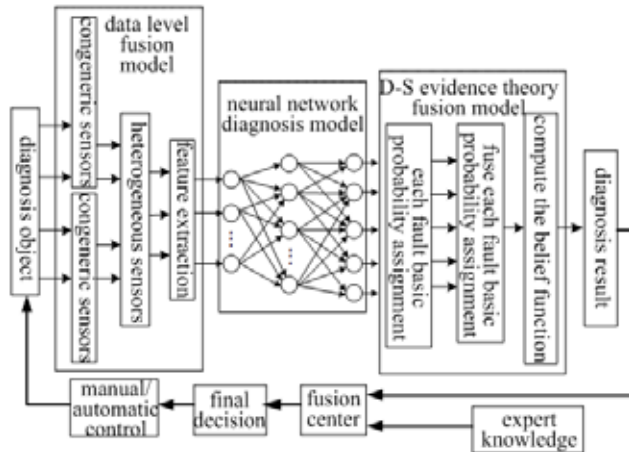 data level
fusion
model
neural network
diagnosis model
D-S evidence theory
fusion model
diagnosis object
congeneric sensors
congeneric sensors
heterogeneous sensors
feature extraction
each fault basic
probability assignment
fuse each fault basic
probability assignment
compute the belief function
diagnosis result
manual/
automatic
control
final
decision
fusion
center
expert
knowledge